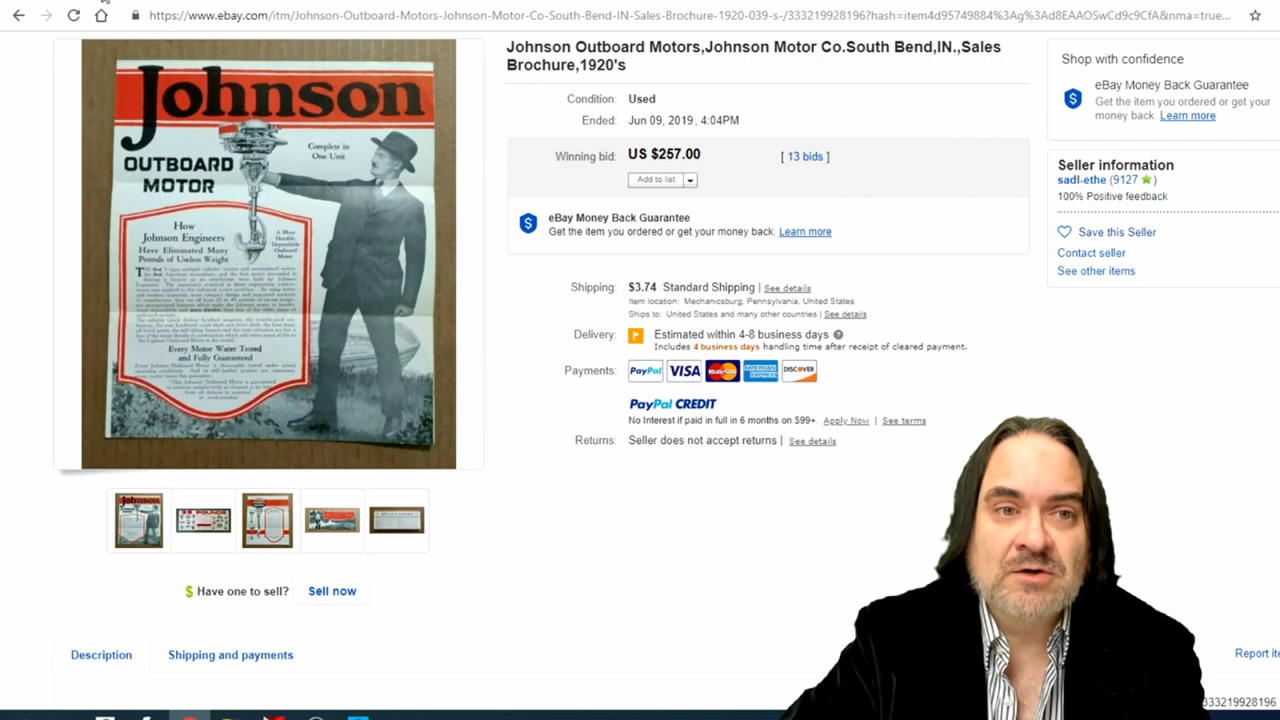 https://www.ebay.com/itm/Johnson-Outboard-Motors-Johnson-Motor-Co-South-Bend-IN-Sales-Brochure-1920-039-s-/333219928196?hash=item4d95749884%3Ag%3Ad8EAAOSwCd9c9CfA&nma=true...
Johnson
OUTBOARD
MOTOR
Complete in
One Unit
How
Johnson Engineers
Have Eliminated Many
Pounds of Useless Weight
A More
Durable,
Dependable
Outboard
Motor
Every Motor Water Tested
and Fully Guaranteed
Johnson Outboard Motors,Johnson Motor Co.South Bend,IN.,Sales
Brochure,1920's
Condition: Used
Ended: Jun 09, 2019 , 4:04PM
Winning bid: US $257.00 [ 13 bids ]
Add to list
eBay Money Back Guarantee
Get the item you ordered or get your money back. Learn more
Shipping: $3.74 Standard Shipping | See details
Item location: Mechanicsburg, Pennsylvania, United States
Ships to: United States and many other countries | See details
Delivery: Estimated within 4-8 business days
Includes 4 business days handling time after receipt of cleared payment.
Payments: PayPal VISA MasterCard AMERICAN EXPRESS DISCOVER
PayPal CREDIT
No Interest if paid in full in 6 months on $99+. Apply Now | See terms
Returns: Seller does not accept returns | See details
Shop with confidence
eBay Money Back Guarantee
Get the item you ordered or get your
money back. Learn more
Seller information
sadl-ethe (9127 )
100% Positive feedback
Save this Seller
Contact seller
See other items
$ Have one to sell? Sell now
Description
Shipping and payments
Report ite
333219928196